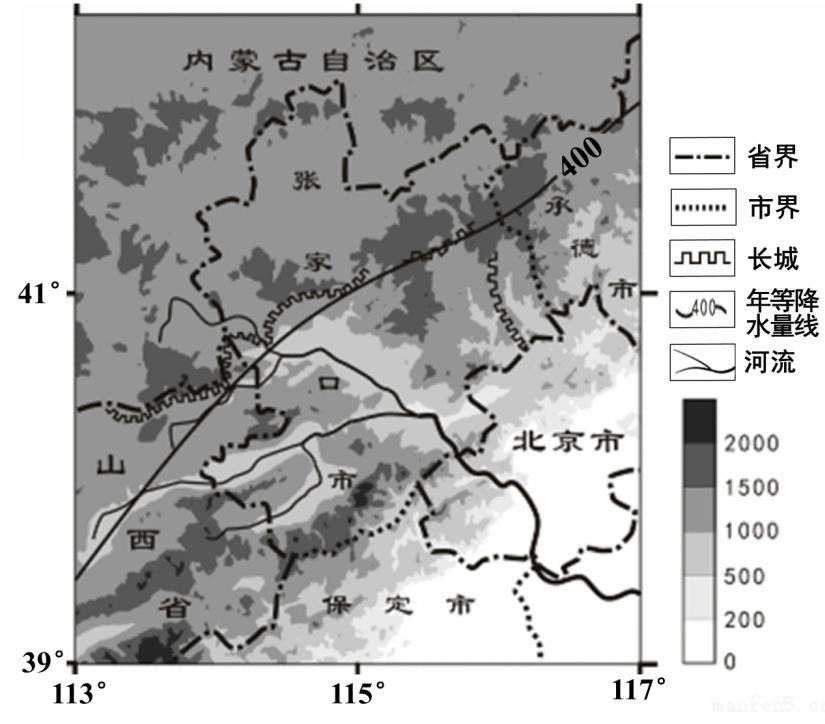 内蒙古自治区
400
张
承
家
德
市
41°
口
北京市
山
市
西
省
保定市
39°
113°
115°
117°
省界
市界
长城
400
年等降
水量线
河流
2000
1500
1000
500
200
0
manfen5.co